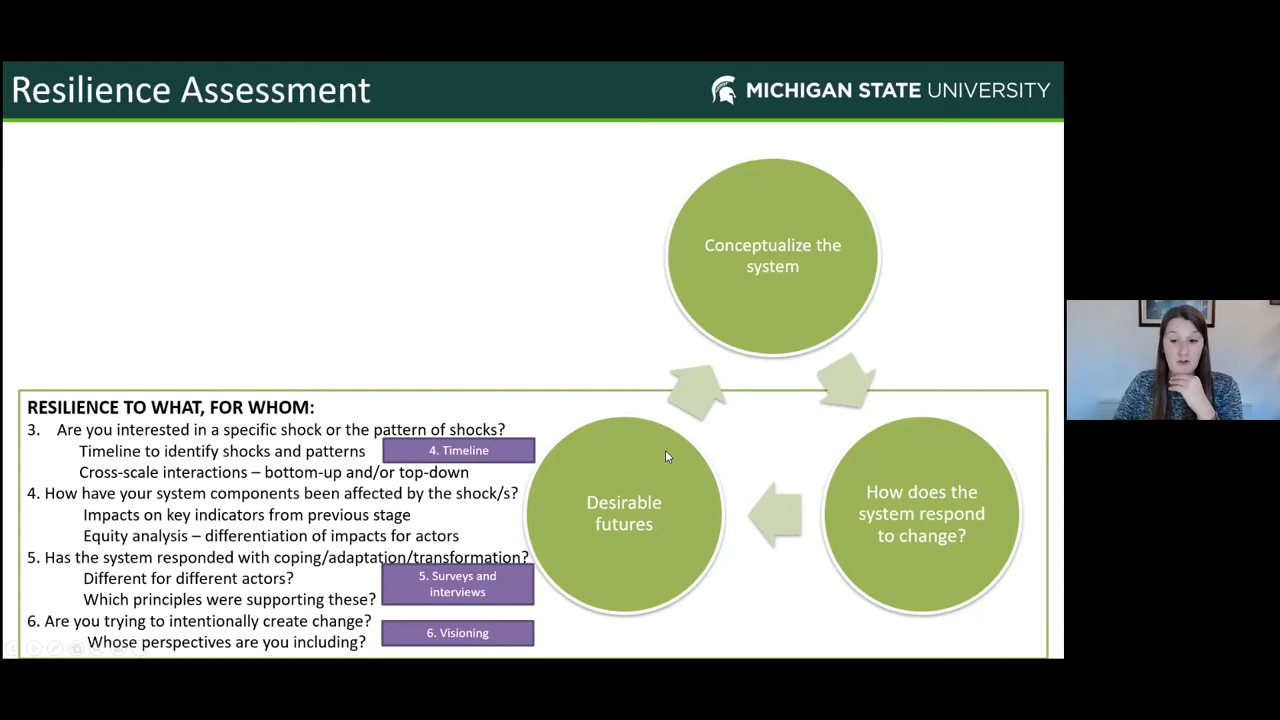 Resilience Assessment
MICHIGAN STATE UNIVERSITY
Conceptualize the
system
RESILIENCE TO WHAT, FOR WHOM:
3. Are you interested in a specific shock or the pattern of shocks?
Timeline to identify shocks and patterns
4. Timeline
Cross-scale interactions – bottom-up and/or top-down
4. How have your system components been affected by the shock/s?
Impacts on key indicators from previous stage
Equity analysis – differentiation of impacts for actors
5. Has the system responded with coping/adaptation/transformation?
Different for different actors?
Which principles were supporting these?
5. Surveys and
interviews
6. Are you trying to intentionally create change?
Whose perspectives are you including?
6. Visioning
Desirable
futures
How does the
system respond
to change?